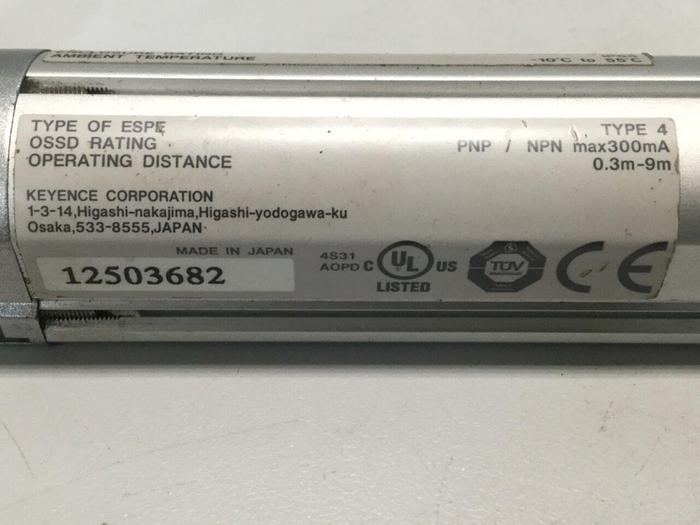 AMBIENT TEMPERATURE -10°C to 55°C
TYPE OF ESPE TYPE 4
OSSD RATING PNP / NPN max300mA
OPERATING DISTANCE 0.3m-9m
KEYENCE CORPORATION
1-3-14,Higashi-nakajima,Higashi-yodogawa-ku
Osaka,533-8555,JAPAN
MADE IN JAPAN
12503682
4S31
AOPD
C UL US
LISTED
TÜV
CE